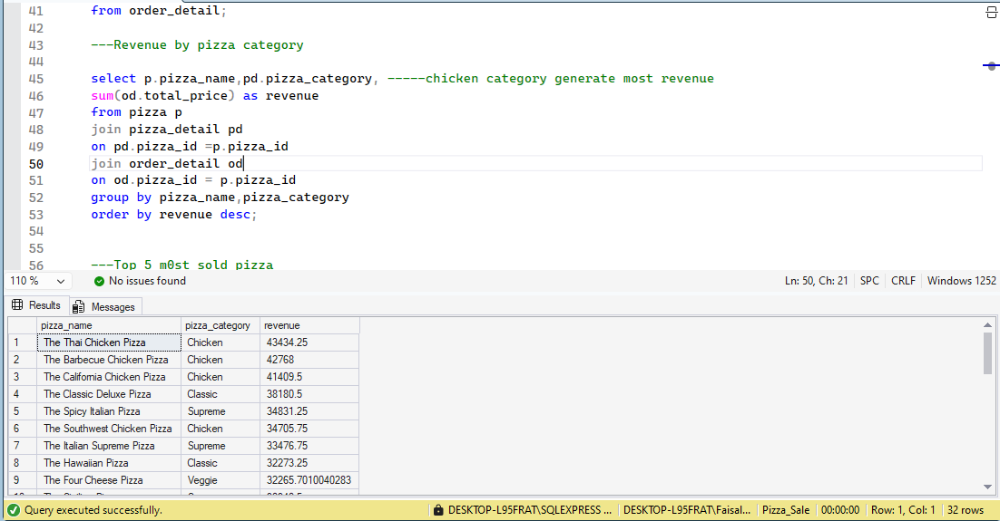 41 from order_detail;
42
43 ---Revenue by pizza category
44
45 select p.pizza_name,pd.pizza_category, -----chicken category generate most revenue
46 sum(od.total_price) as revenue
47 from pizza p
48 join pizza_detail pd
49 on pd.pizza_id =p.pizza_id
50 join order_detail od
51 on od.pizza_id = p.pizza_id
52 group by pizza_name,pizza_category
53 order by revenue desc;
54
55
56 ---Top 5 m0st sold pizza
110 % No issues found Ln: 50, Ch: 21 SPC CRLF Windows 1252
Results Messages
pizza_name pizza_category revenue
1 The Thai Chicken Pizza Chicken 43434.25
2 The Barbecue Chicken Pizza Chicken 42768
3 The California Chicken Pizza Chicken 41409.5
4 The Classic Deluxe Pizza Classic 38180.5
5 The Spicy Italian Pizza Supreme 34831.25
6 The Southwest Chicken Pizza Chicken 34705.75
7 The Italian Supreme Pizza Supreme 33476.75
8 The Hawaiian Pizza Classic 32273.25
9 The Four Cheese Pizza Veggie 32265.7010040283
Query executed successfully. DESKTOP-L95FRAT\SQLEXPRESS ... DESKTOP-L95FRAT\Faisal... Pizza_Sale 00:00:00 Row: 1, Col: 1 32 rows